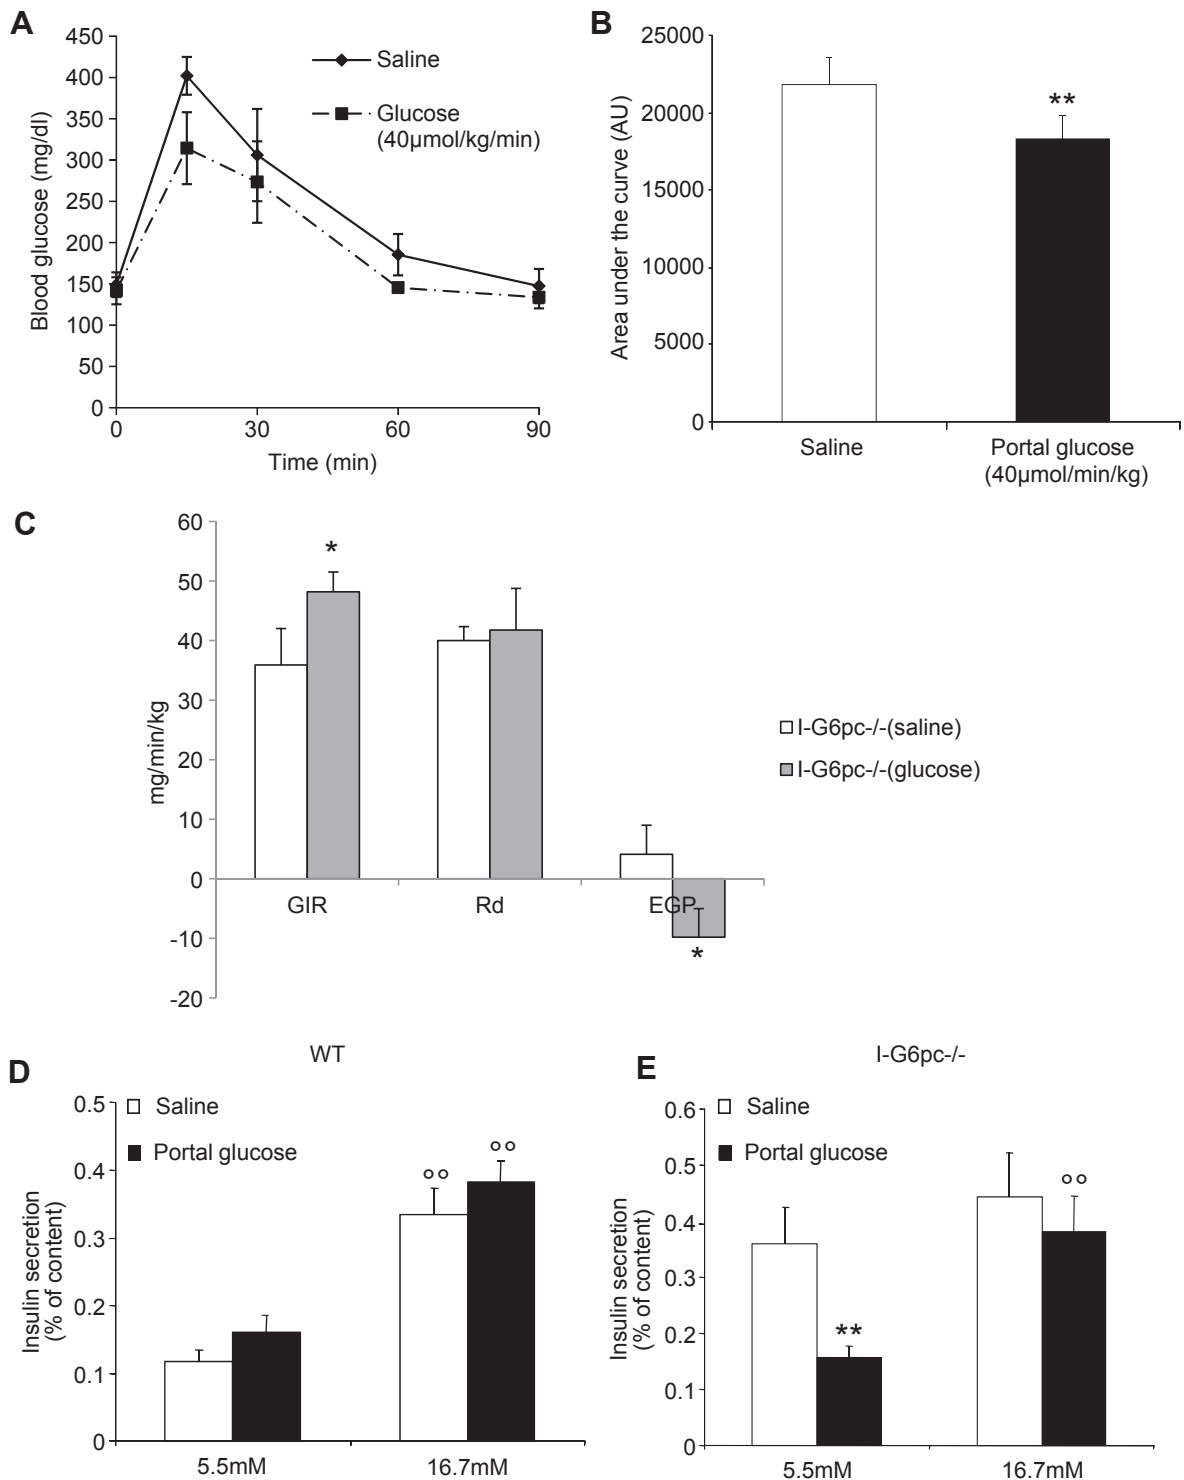 A
450
400
350
300
250
200
150
100
50
0
Blood glucose (mg/dl)
Saline
Glucose
(40µmol/kg/min)
0 30 60 90
Time (min)
B
25000
20000
15000
10000
5000
0
Area under the curve (AU)
**
Saline
Portal glucose
(40µmol/min/kg)
C
60
50
40
30
20
10
0
-10
-20
mg/min/kg
*
GIR Rd EGP
*
I-G6pc-/-(saline)
I-G6pc-/-(glucose)
D
WT
0.5
0.4
0.3
0.2
0.1
0
Insulin secretion
(% of content)
Saline
Portal glucose
°° °°
5.5mM 16.7mM
E
I-G6pc-/-
0.6
0.5
0.4
0.3
0.2
0.1
0
Insulin secretion
(% of content)
Saline
Portal glucose
**
°°
5.5mM 16.7mM